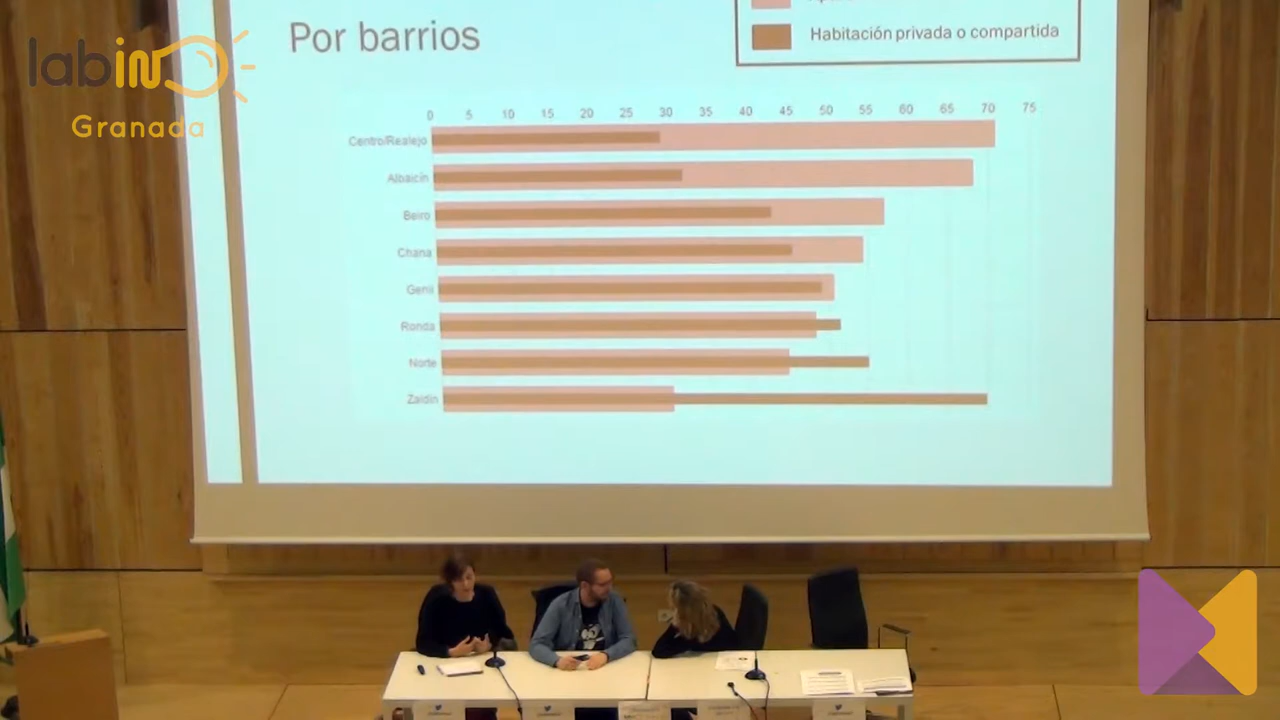 labin
Granada
Por barrios
Habitación privada o compartida
0 5 10 15 20 25 30 35 40 45 50 55 60 65 70 75
Centro/Realejo
Albaicín
Beiro
Chana
Genil
Ronda
Norte
Zaidín